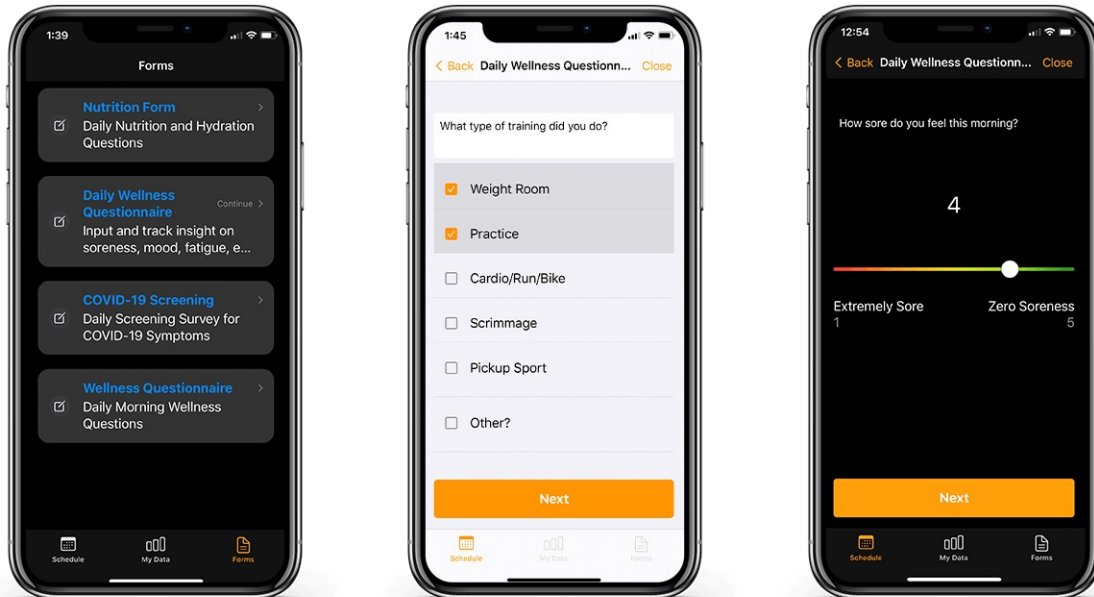 1:39
Forms
Nutrition Form
Daily Nutrition and Hydration
Questions
Daily Wellness
Questionnaire
Continue
Input and track insight on
soreness, mood, fatigue, e...
COVID-19 Screening
Daily Screening Survey for
COVID-19 Symptoms
Wellness Questionnaire
Daily Morning Wellness
Questions
Schedule
My Data
Forms
1:45
Back
Daily Wellness Questionn...
Close
What type of training did you do?
Weight Room
Practice
Cardio/Run/Bike
Scrimmage
Pickup Sport
Other?
Next
Schedule
My Data
Forms
12:54
Back
Daily Wellness Questionn...
Close
How sore do you feel this morning?
4
Extremely Sore
Zero Soreness
1
5
Next
Schedule
My Data
Forms